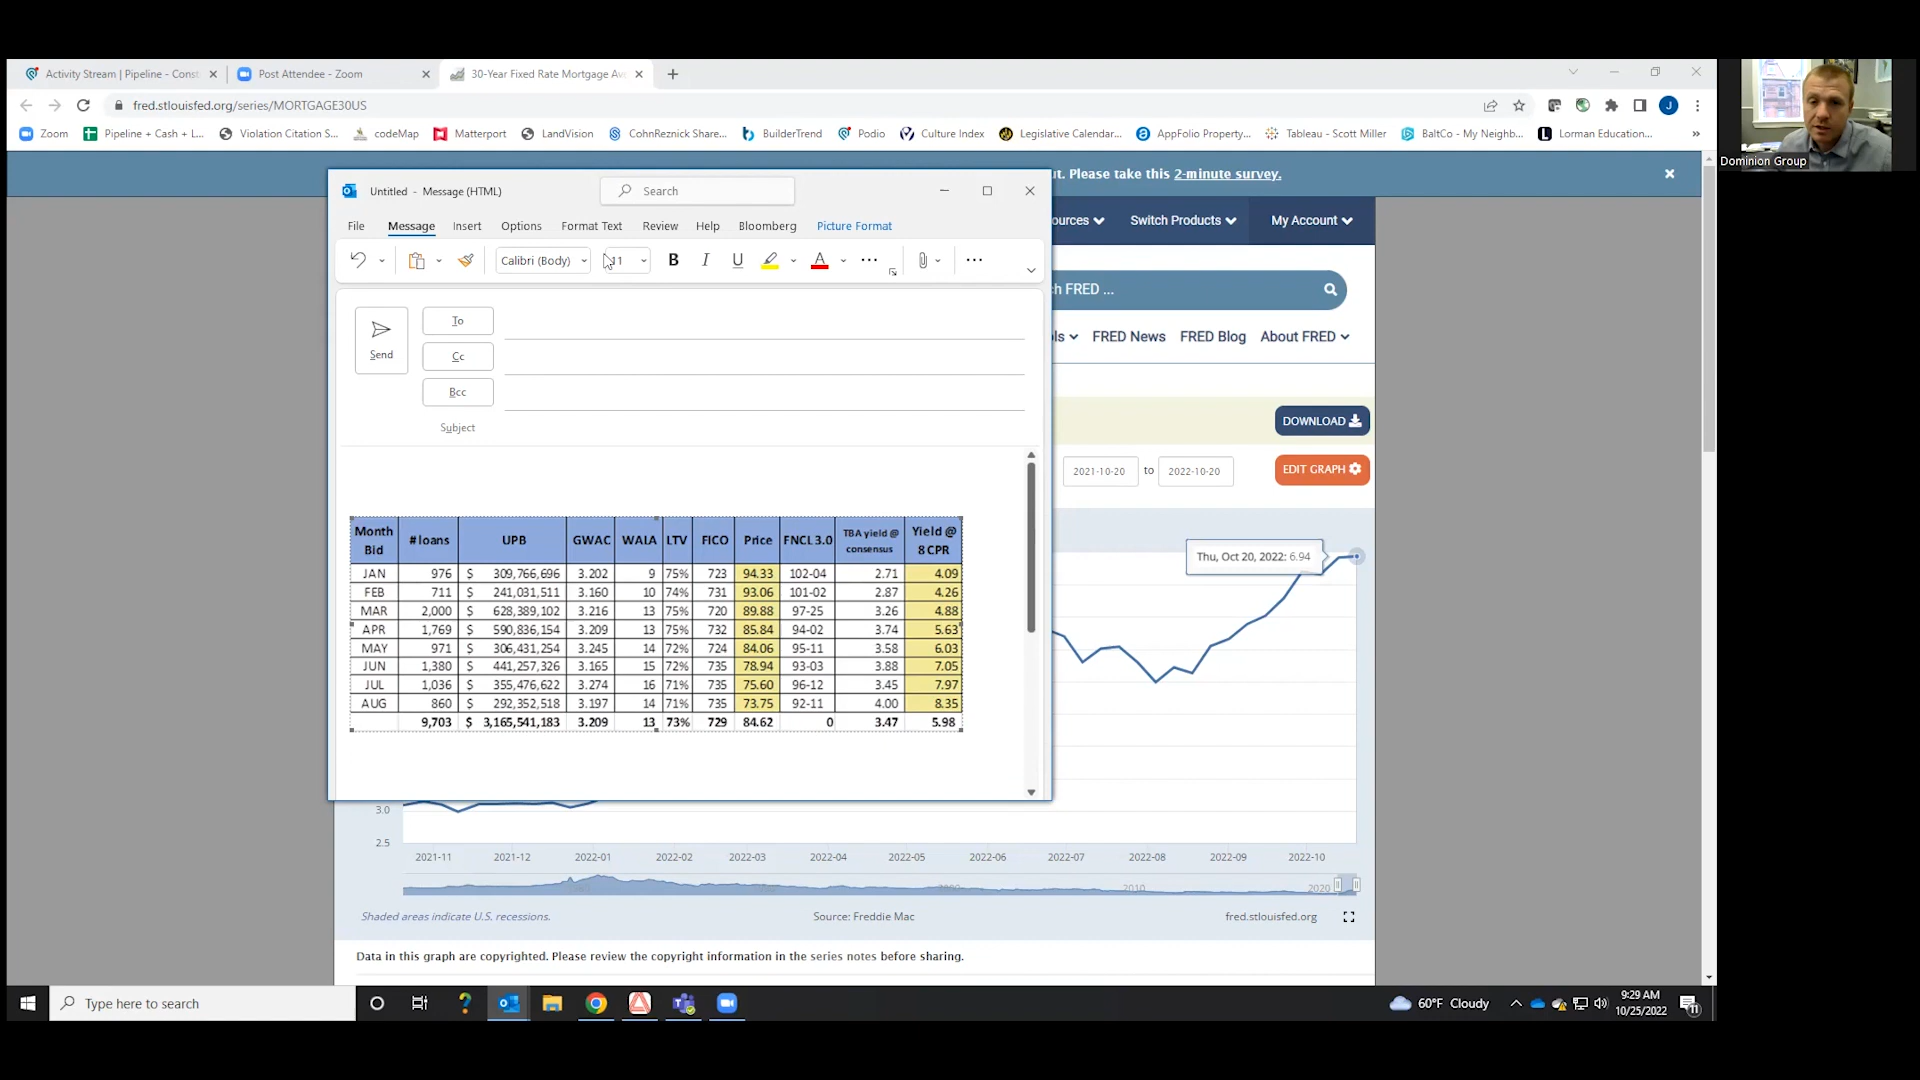 Activity Stream | Pipeline - Const
Post Attendee - Zoom
30-Year Fixed Rate Mortgage Ave
fred.stlouisfed.org/series/MORTGAGE30US
J
Zoom
Pipeline + Cash + L...
Violation Citation S...
codeMap
Matterport
LandVision
CohnReznick Share...
BuilderTrend
Podio
Culture Index
Legislative Calendar...
AppFolio Property...
Tableau - Scott Miller
BaltCo - My Neighb...
Lorman Education...
»
Dominion Group
t. Please take this 2-minute survey.
Untitled - Message (HTML)
Search
File Message Insert Options Format Text Review Help Bloomberg Picture Format
Calibri (Body) 11 B I U A
ources Switch Products My Account
ch FRED ...
ls FRED News FRED Blog About FRED
Send
To
Cc
Bcc
Subject
DOWNLOAD
2021-10-20 to 2022-10-20
EDIT GRAPH
Month Bid # loans UPB GWAC WALA LTV FICO Price FNCL 3.0 TBA yield @ consensus Yield @ 8 CPR
JAN 976 $ 309,766,696 3.202 9 75% 723 94.33 102-04 2.71 4.09
FEB 711 $ 241,031,511 3.160 10 74% 731 93.06 101-02 2.87 4.26
MAR 2,000 $ 628,389,102 3.216 13 75% 720 89.88 97-25 3.26 4.88
APR 1,769 $ 590,836,154 3.209 13 75% 732 85.84 94-02 3.74 5.63
MAY 971 $ 306,431,254 3.245 14 72% 724 84.06 95-11 3.58 6.03
JUN 1,380 $ 441,257,326 3.165 15 72% 735 78.94 93-03 3.88 7.05
JUL 1,036 $ 355,476,622 3.274 16 71% 735 75.60 96-12 3.45 7.97
AUG 860 $ 292,352,518 3.197 14 71% 735 73.75 92-11 4.00 8.35
9,703 $ 3,165,541,183 3.209 13 73% 729 84.62 0 3.47 5.98
Thu, Oct 20, 2022: 6.94
3.0
2.5
2021-11 2021-12 2022-01 2022-02 2022-03 2022-04 2022-05 2022-06 2022-07 2022-08 2022-09 2022-10
2000 2010 2020
Shaded areas indicate U.S. recessions.
Source: Freddie Mac
fred.stlouisfed.org
Data in this graph are copyrighted. Please review the copyright information in the series notes before sharing.
Type here to search
60°F Cloudy
9:29 AM
10/25/2022
11